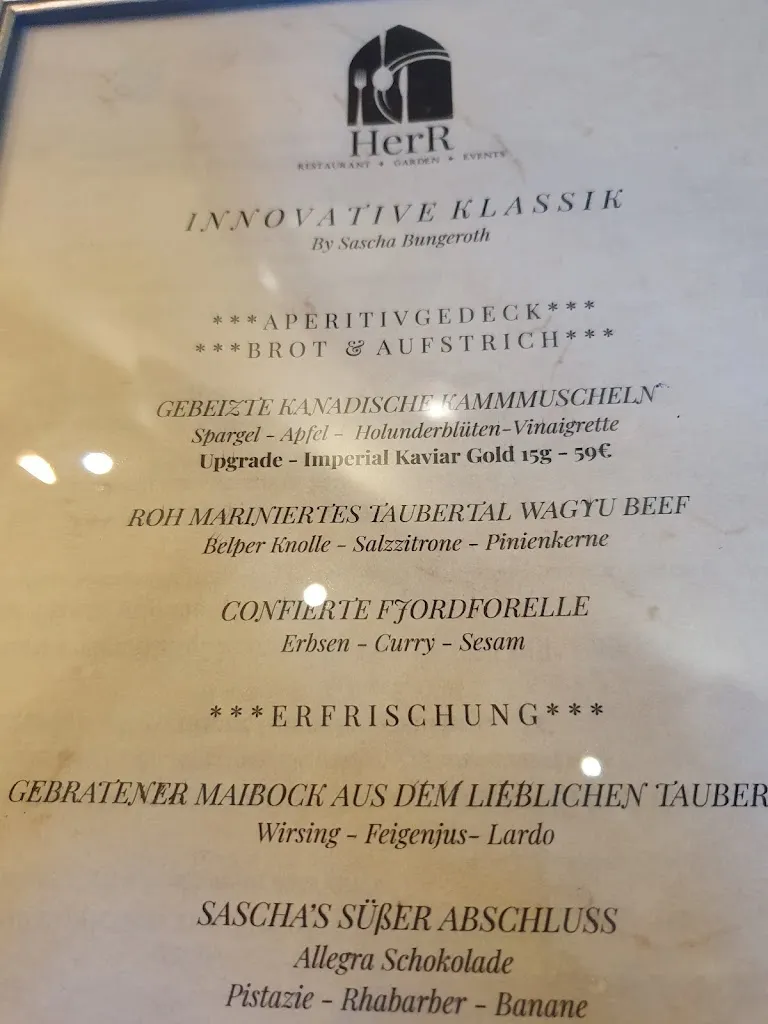 HerR
RESTAURANT • GARDEN • EVENTS
INNOVATIVE KLASSIK
By Sascha Bungeroth
***APERITIVGEDECK***
***BROT & AUFSTRICH***
GEBEIZTE KANADISCHE KAMMMUSCHELN
Spargel - Apfel - Holunderblüten-Vinaigrette
Upgrade - Imperial Kaviar Gold 15g - 59€
ROH MARINIERTES TAUBERTAL WAGYU BEEF
Belper Knolle - Salzzitrone - Pinienkerne
CONFIERTE FJORDFORELLE
Erbsen - Curry - Sesam
***ERFRISCHUNG***
GEBRATENER MAIBOCK AUS DEM LIEBLICHEN TAUBER
Wirsing - Feigenjus- Lardo
SASCHA'S SÜßER ABSCHLUSS
Allegra Schokolade
Pistazie - Rhabarber - Banane